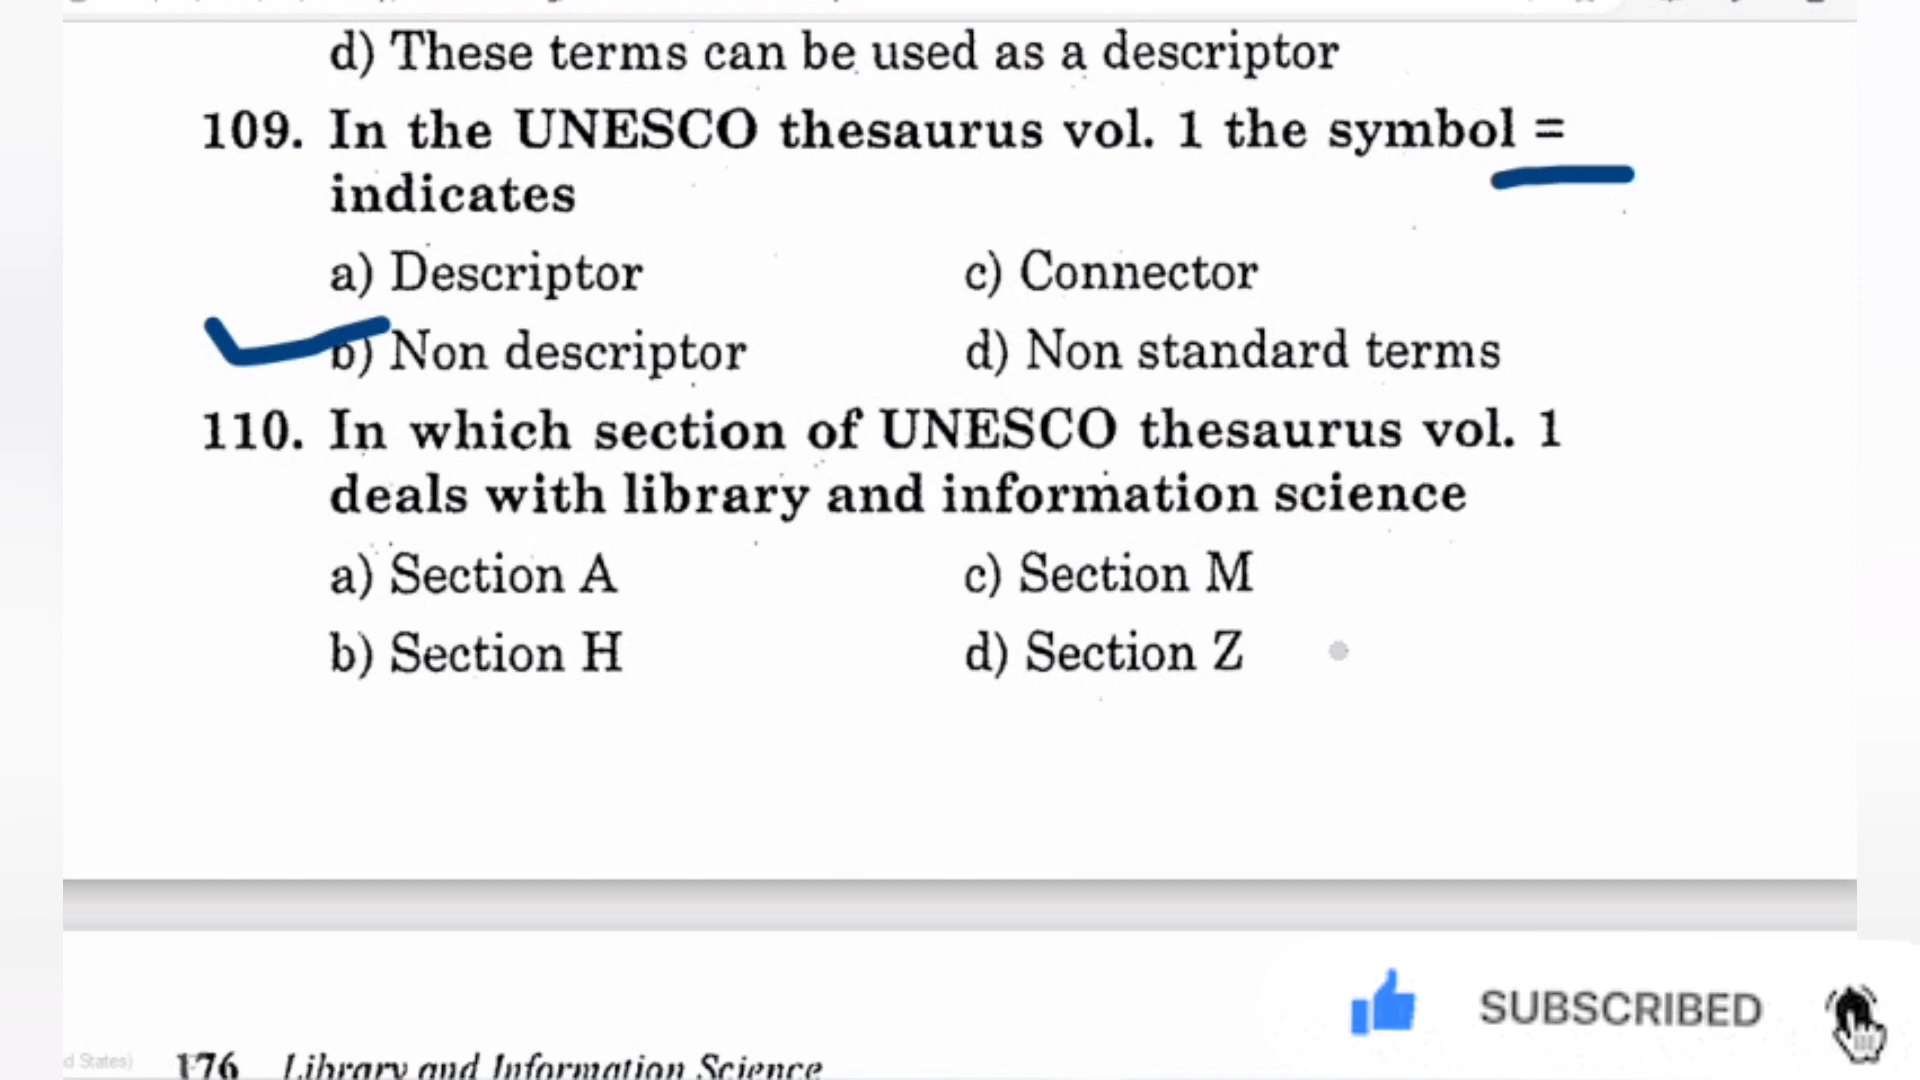 d) These terms can be used as a descriptor
109. In the UNESCO thesaurus vol. 1 the symbol =
indicates
a) Descriptor
c) Connector
b) Non descriptor
d) Non standard terms
110. In which section of UNESCO thesaurus vol. 1
deals with library and information science
a) Section A
c) Section M
b) Section H
d) Section Z
SUBSCRIBED
d States)
176 Library and Information Science